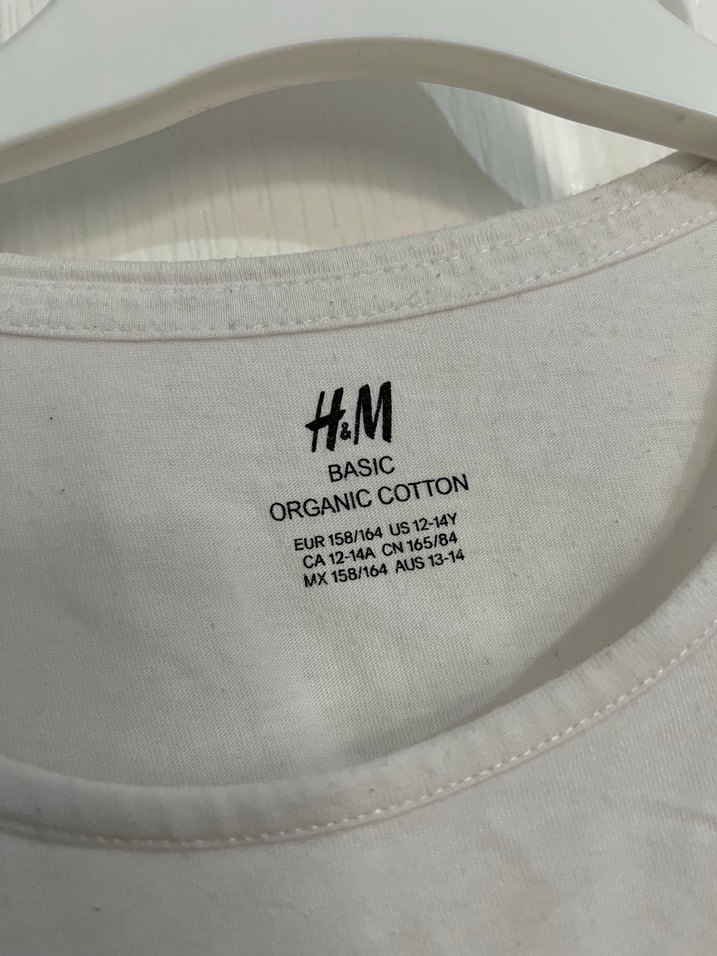 H&M
BASIC
ORGANIC COTTON
EUR 158/164 US 12-14Y
CA 12-14A CN 165/84
MX 158/164 AUS 13-14